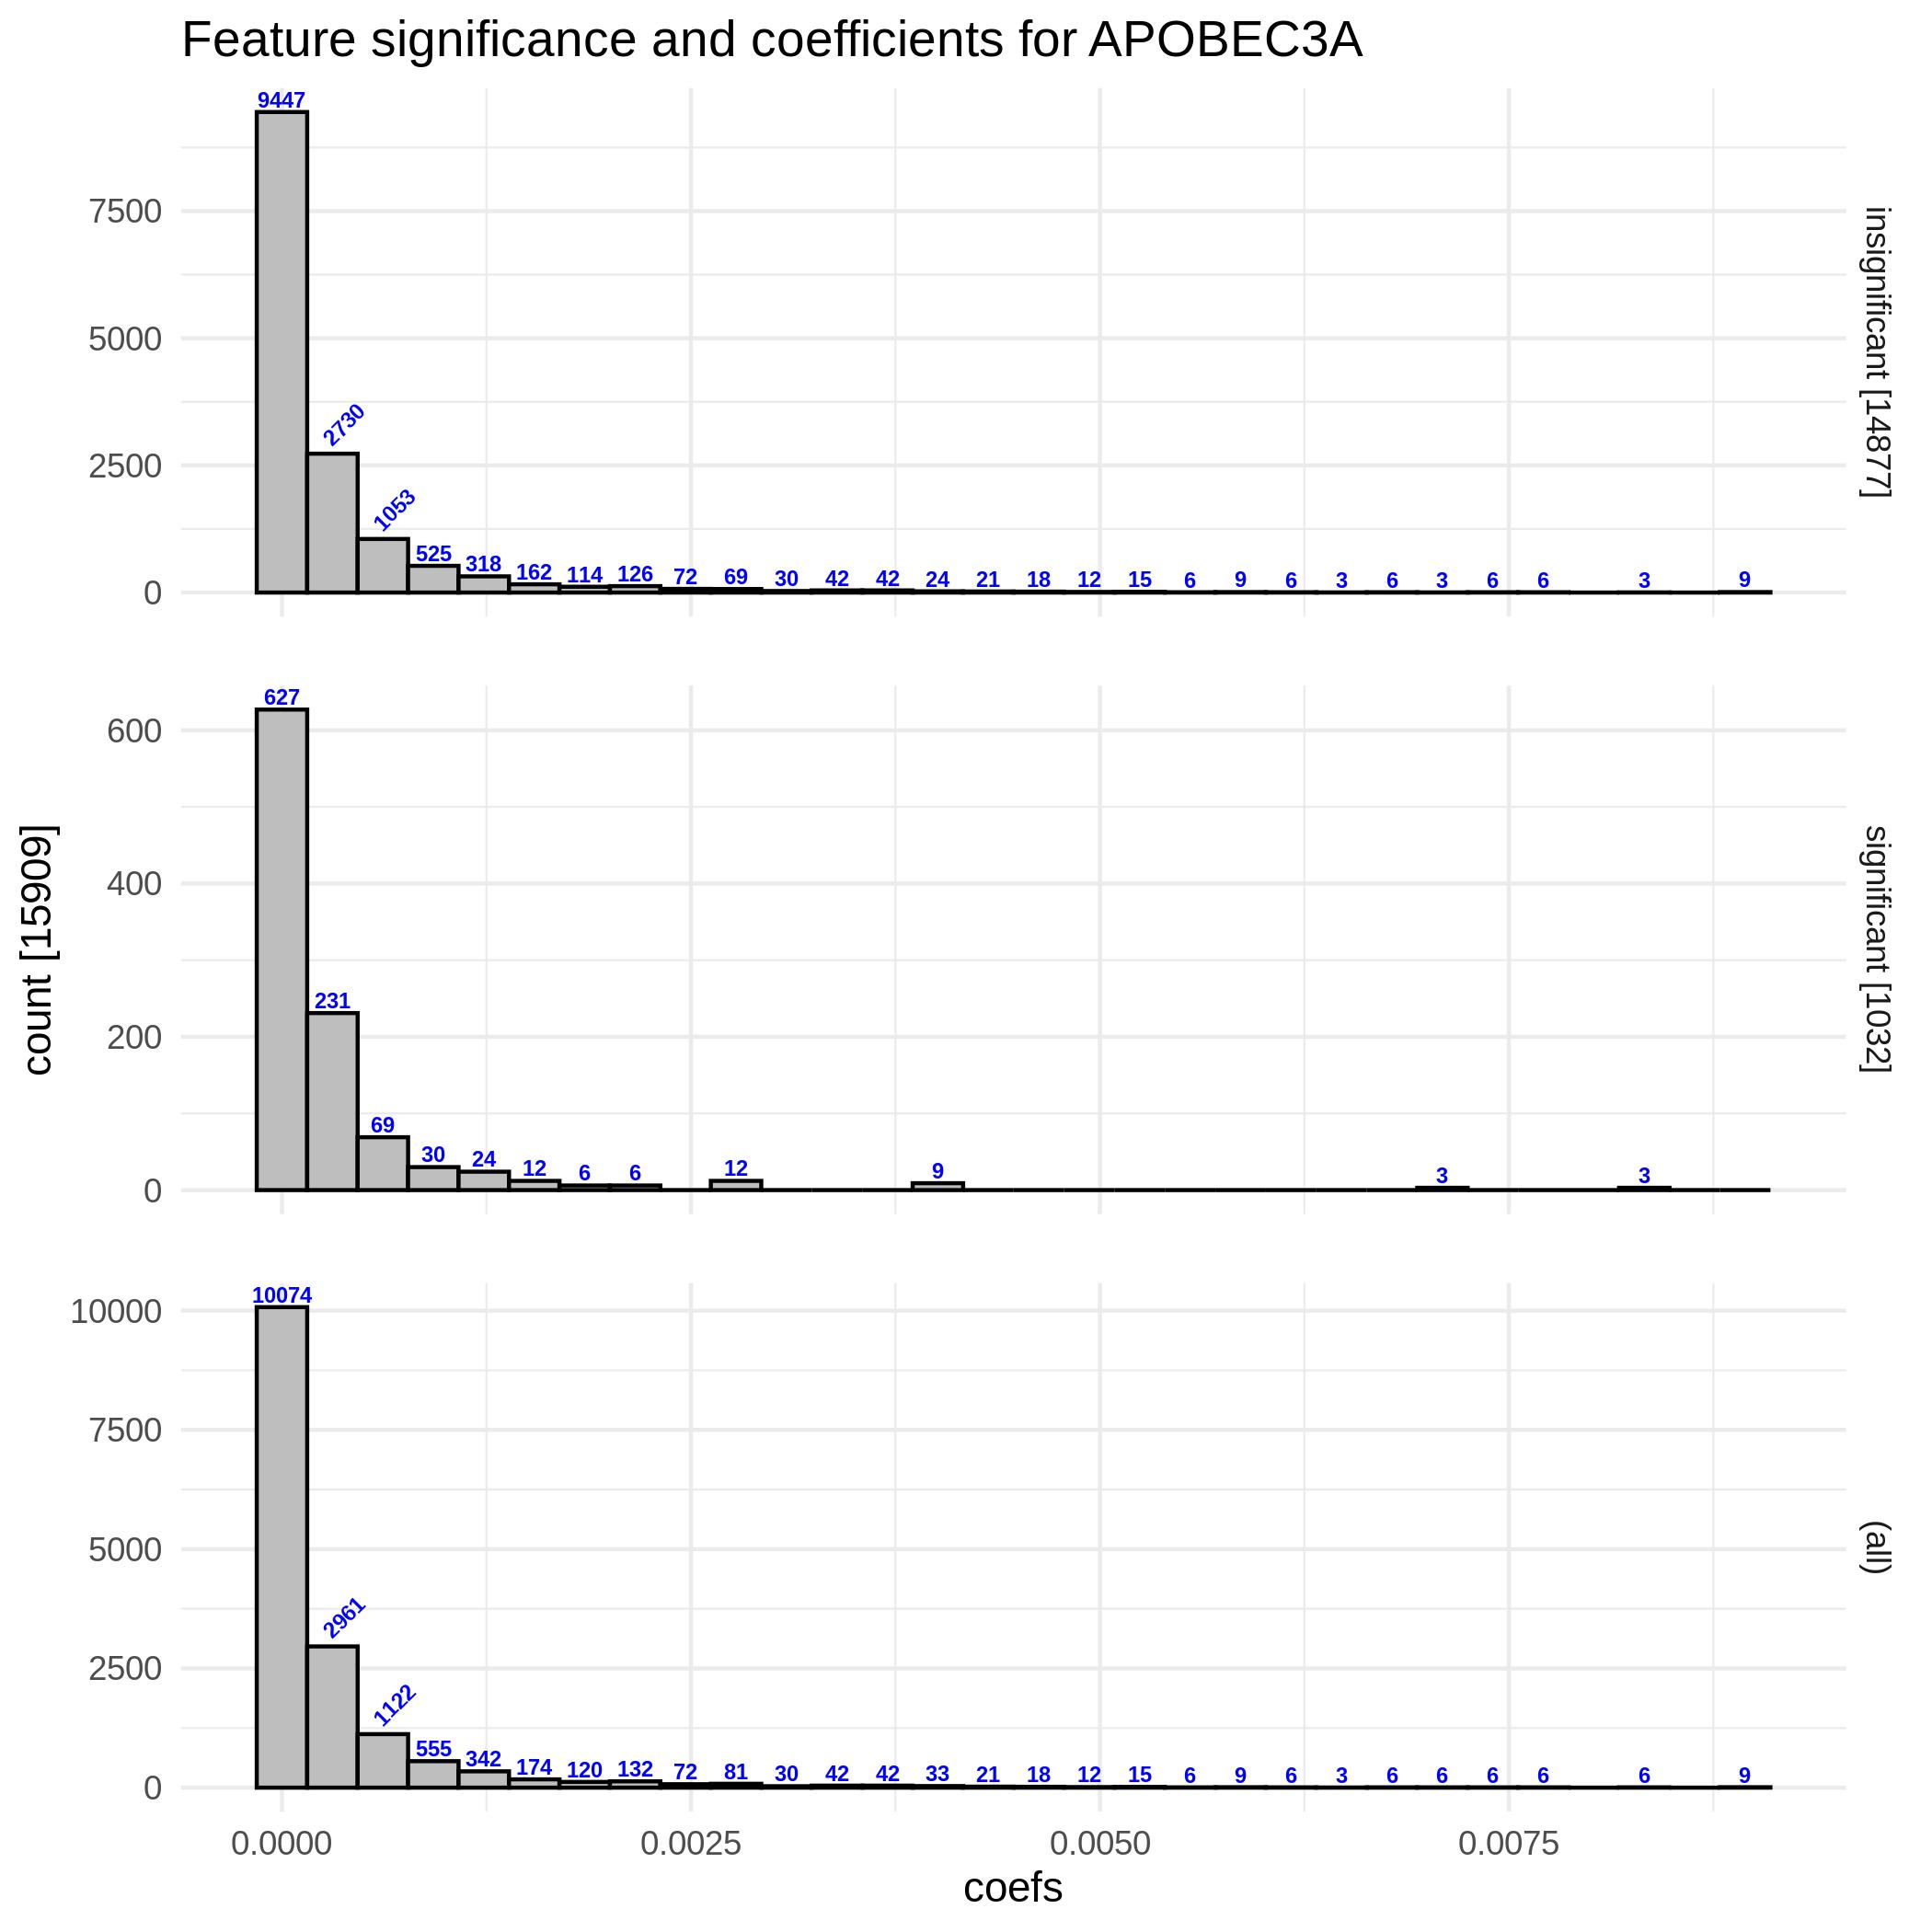 Feature significance and coefficients for APOBEC3A
9447
2730
1053
525 318 162 114 126 72 69 30 42 42 24 21 18 12 15 6 9 6 3 6 3 6 6 3 9
7500
5000
2500
0
insignificant [14877]
627
231
69
30 24 12 6 6 12 9 3 3
600
400
200
0
significant [1032]
count [15909]
10074
2961
1122
555 342 174 120 132 72 81 30 42 42 33 21 18 12 15 6 9 6 3 6 6 6 6 6 9
10000
7500
5000
2500
0
(all)
0.0000 0.0025 0.0050 0.0075
coefs